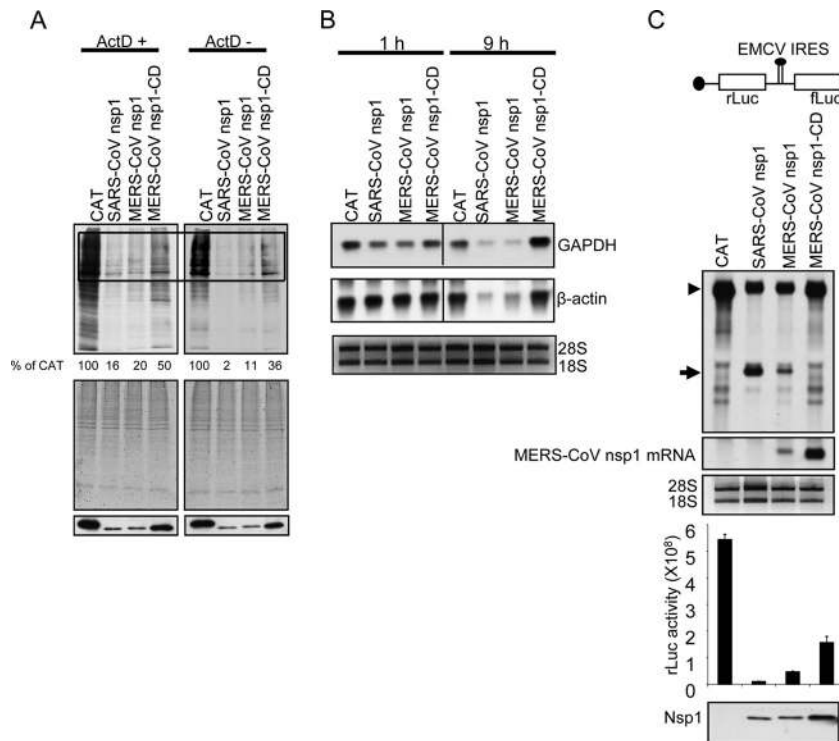 A
ActD +
ActD -
CAT
SARS-CoV nsp1
MERS-CoV nsp1
MERS-CoV nsp1-CD
CAT
SARS-CoV nsp1
MERS-CoV nsp1
MERS-CoV nsp1-CD
% of CAT 100 16 20 50 100 2 11 36
B
1 h
9 h
CAT
SARS-CoV nsp1
MERS-CoV nsp1
MERS-CoV nsp1-CD
CAT
SARS-CoV nsp1
MERS-CoV nsp1
MERS-CoV nsp1-CD
GAPDH
β-actin
28S
18S
C
EMCV IRES
rLuc
fLuc
CAT
SARS-CoV nsp1
MERS-CoV nsp1
MERS-CoV nsp1-CD
MERS-CoV nsp1 mRNA
28S
18S
rLuc activity (X10⁸)
6
5
4
3
2
1
0
Nsp1